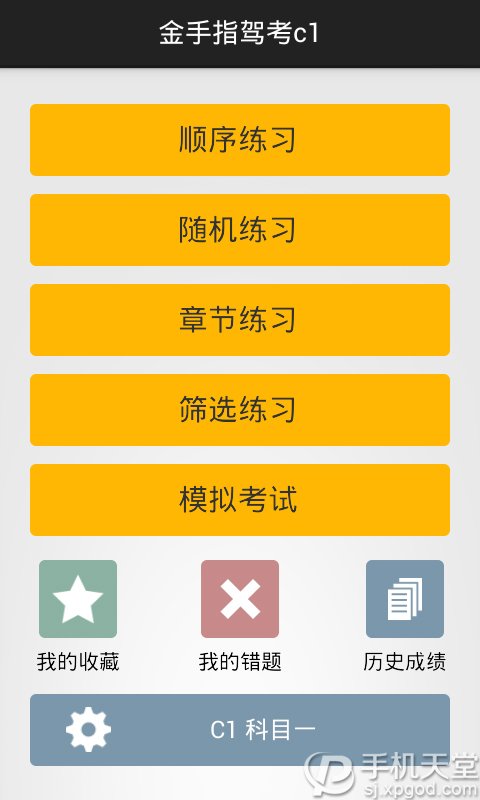 金手指驾考c1
顺序练习
随机练习
章节练习
筛选练习
模拟考试
我的收藏
我的错题
历史成绩
C1 科目一
手机天堂
sj.xpgod.com